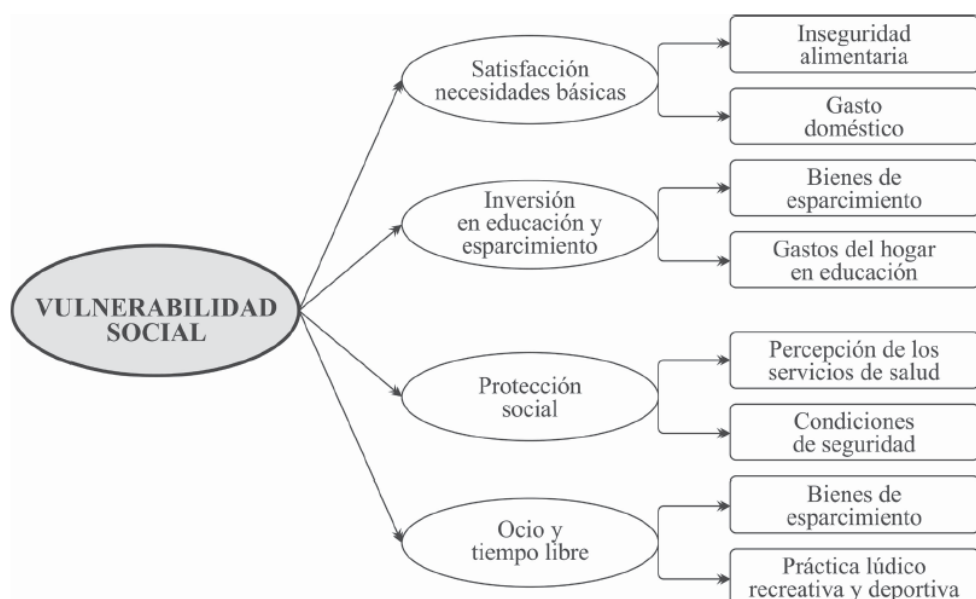 VULNERABILIDAD
SOCIAL
Satisfacción
necesidades básicas
Inseguridad
alimentaria
Gasto
doméstico
Inversión
en educación y
esparcimiento
Bienes de
esparcimiento
Gastos del hogar
en educación
Protección
social
Percepción de los
servicios de salud
Condiciones
de seguridad
Ocio y
tiempo libre
Bienes de
esparcimiento
Práctica lúdico
recreativa y deportiva